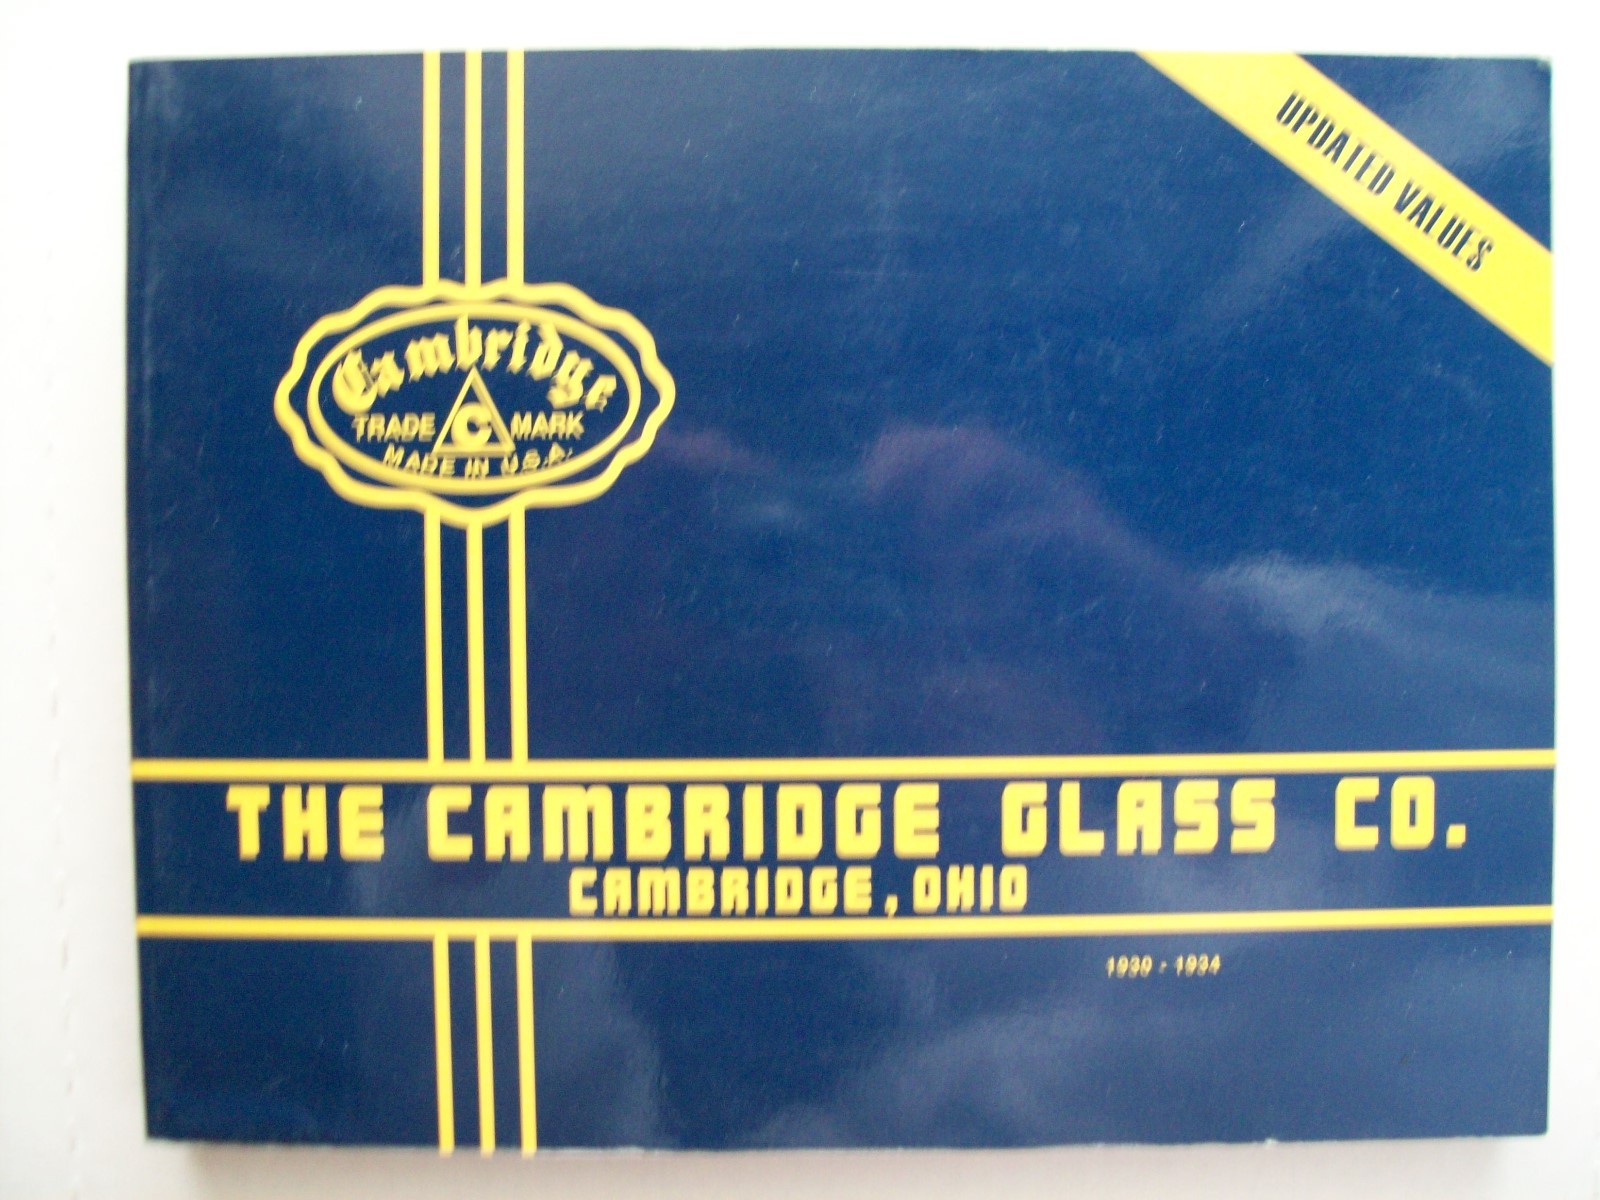 UPDATED VALUES
Cambridge
TRADE C MARK
MADE IN U.S.A.
THE CAMBRIDGE GLASS CO.
CAMBRIDGE, OHIO
1930 - 1934